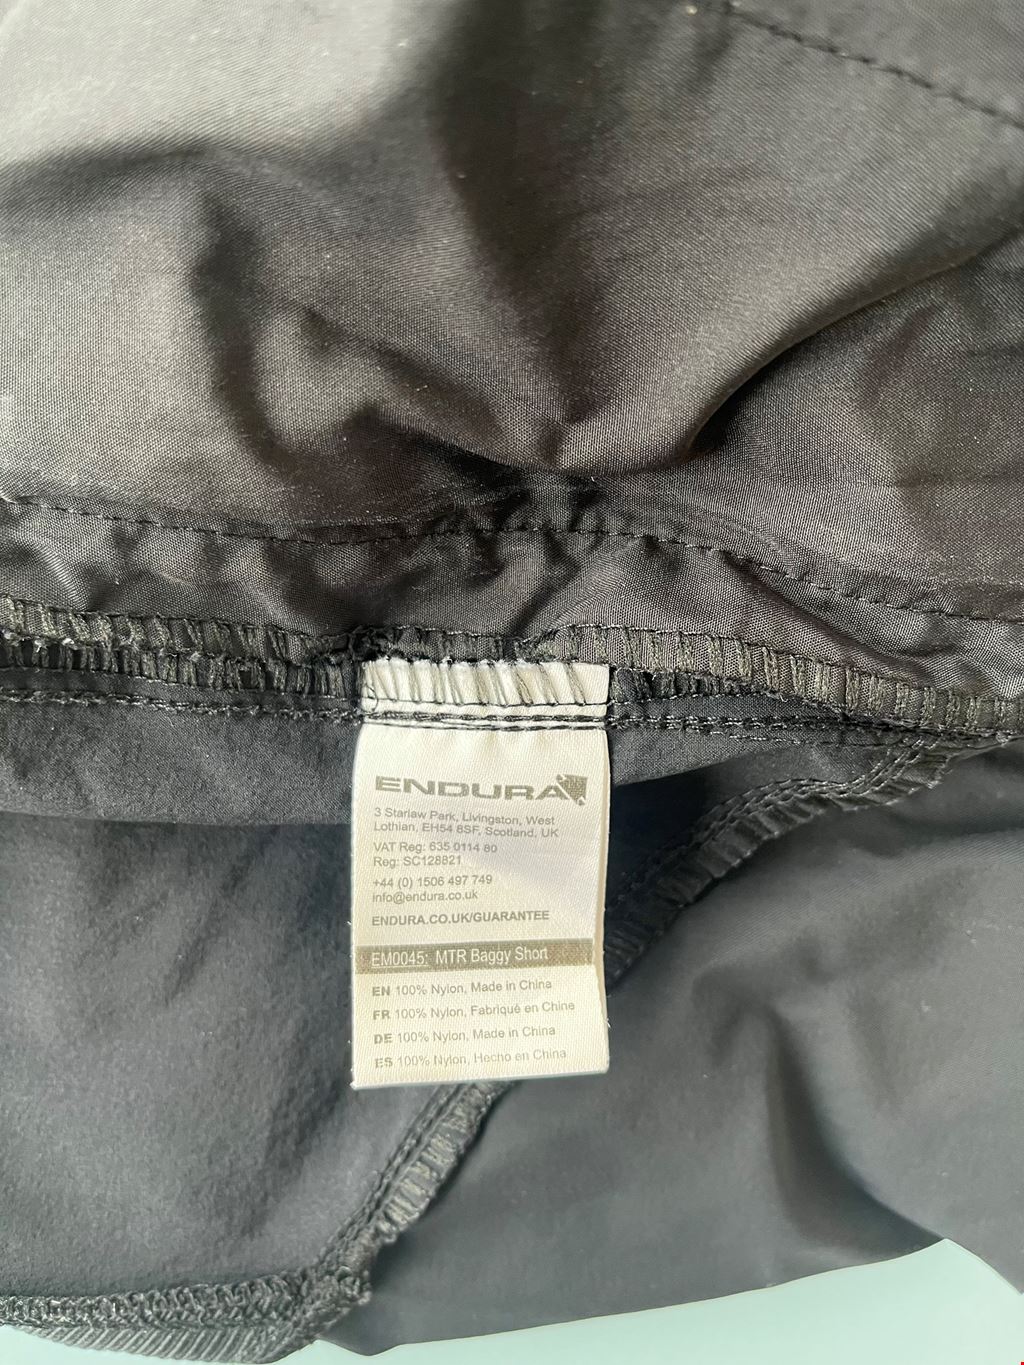 ENDURA
3 Starlaw Park, Livingston, West
Lothian, EH54 8SF, Scotland, UK
VAT Reg: 635 0114 80
Reg: SC128821
+44 (0) 1506 497 749
info@endura.co.uk
ENDURA.CO.UK/GUARANTEE
EM0045: MTR Baggy Short
EN 100% Nylon, Made in China
FR 100% Nylon, Fabriqué en Chine
DE 100% Nylon, Made in China
ES 100% Nylon, Hecho en China